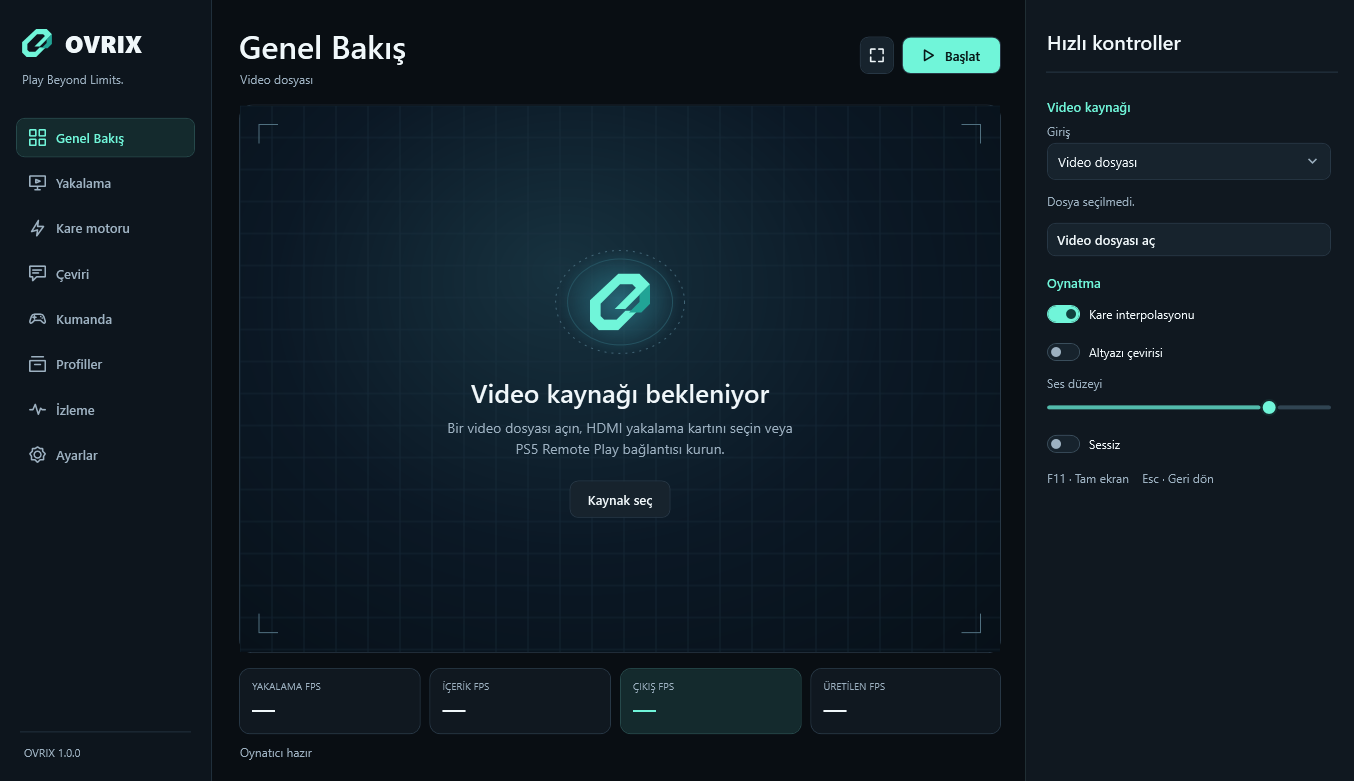 OVRIX
Play Beyond Limits.
Genel Bakış
Yakalama
Kare motoru
Çeviri
Kumanda
Profiller
İzleme
Ayarlar
OVRIX 1.0.0
Genel Bakış
Video dosyası
Başlat
Video kaynağı bekleniyor
Bir video dosyası açın, HDMI yakalama kartını seçin veya
PS5 Remote Play bağlantısı kurun.
Kaynak seç
YAKALAMA FPS
—
İÇERİK FPS
—
ÇIKIŞ FPS
—
ÜRETİLEN FPS
—
Oynatıcı hazır
Hızlı kontroller
Video kaynağı
Giriş
Video dosyası
Dosya seçilmedi.
Video dosyası aç
Oynatma
Kare interpolasyonu
Altyazı çevirisi
Ses düzeyi
Sessiz
F11 · Tam ekran Esc · Geri dön